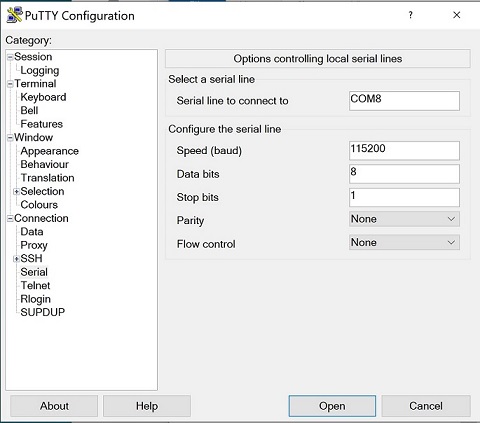 PuTTY Configuration
?
Category:
Session
Logging
Terminal
Keyboard
Bell
Features
Window
Appearance
Behaviour
Translation
Selection
Colours
Connection
Data
Proxy
SSH
Serial
Telnet
Rlogin
SUPDUP
Options controlling local serial lines
Select a serial line
Serial line to connect to COM8
Configure the serial line
Speed (baud) 115200
Data bits 8
Stop bits 1
Parity None
Flow control None
About Help Open Cancel